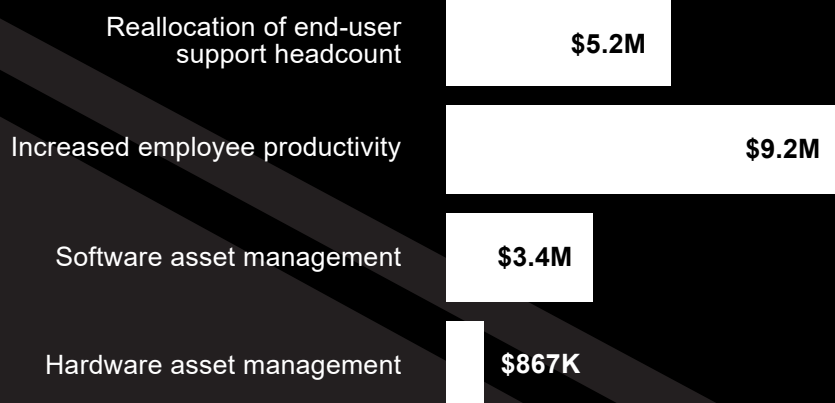 Reallocation of end-user
support headcount
$5.2M
Increased employee productivity
$9.2M
Software asset management
$3.4M
Hardware asset management
$867K